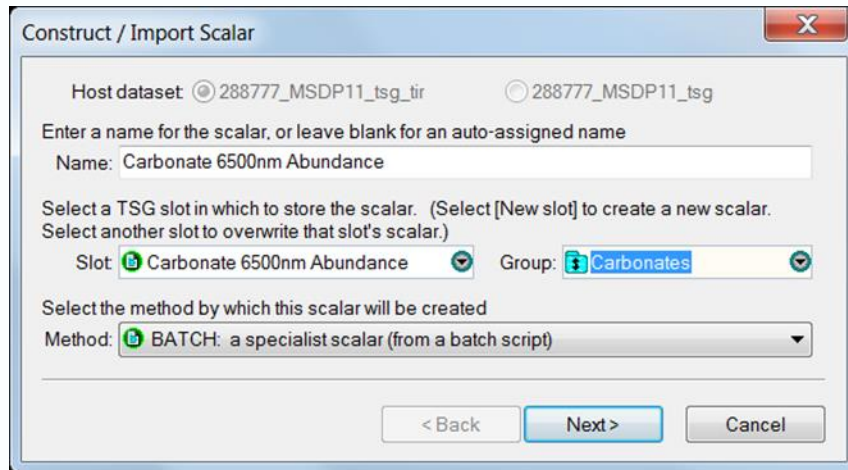 Construct / Import Scalar
Host dataset: 288777_MSDP11_tsg_tir 288777_MSDP11_tsg
Enter a name for the scalar, or leave blank for an auto-assigned name
Name: Carbonate 6500nm Abundance
Select a TSG slot in which to store the scalar. (Select [New slot] to create a new scalar.
Select another slot to overwrite that slot's scalar.)
Slot: Carbonate 6500nm Abundance Group: Carbonates
Select the method by which this scalar will be created
Method: BATCH: a specialist scalar (from a batch script)
< Back Next > Cancel